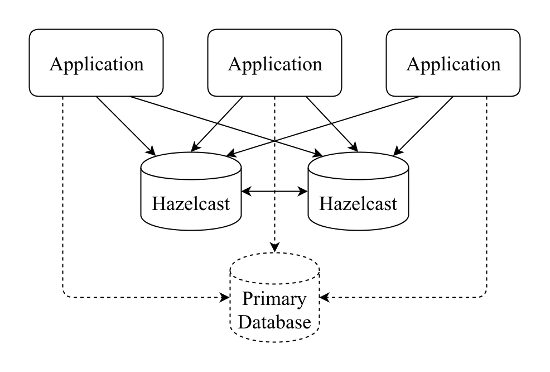 Application
Application
Application
Hazelcast
Hazelcast
Primary
Database